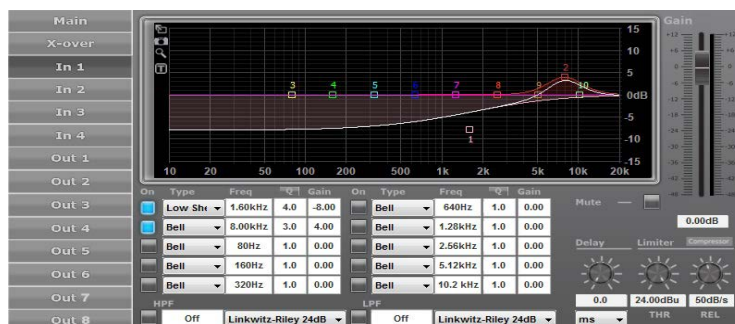 Main
X-over
In 1
In 2
In 3
In 4
Out 1
Out 2
Out 3
Out 4
Out 5
Out 6
Out 7
Out 8
T
3 4 5 6 7 8 9 2 10
1
15
10
5
0dB
-5
-10
-15
10 20 50 100 200 500 1k 2k 5k 10k 20k
On Type Freq Q Gain On Type Freq Q Gain
Low She 1.60kHz 4.0 -8.00 Bell 640Hz 1.0 0.00
Bell 8.00kHz 3.0 4.00 Bell 1.28kHz 1.0 0.00
Bell 80Hz 1.0 0.00 Bell 2.56kHz 1.0 0.00
Bell 160Hz 1.0 0.00 Bell 5.12kHz 1.0 0.00
Bell 320Hz 1.0 0.00 Bell 10.2 kHz 1.0 0.00
HPF LPF
Off Linkwitz-Riley 24dB Off Linkwitz-Riley 24dB
Gain
+12 +12
Mute
0.00dB
Delay Limiter Compressor
0.0 24.00dBu 50dB/s
ms THR REL